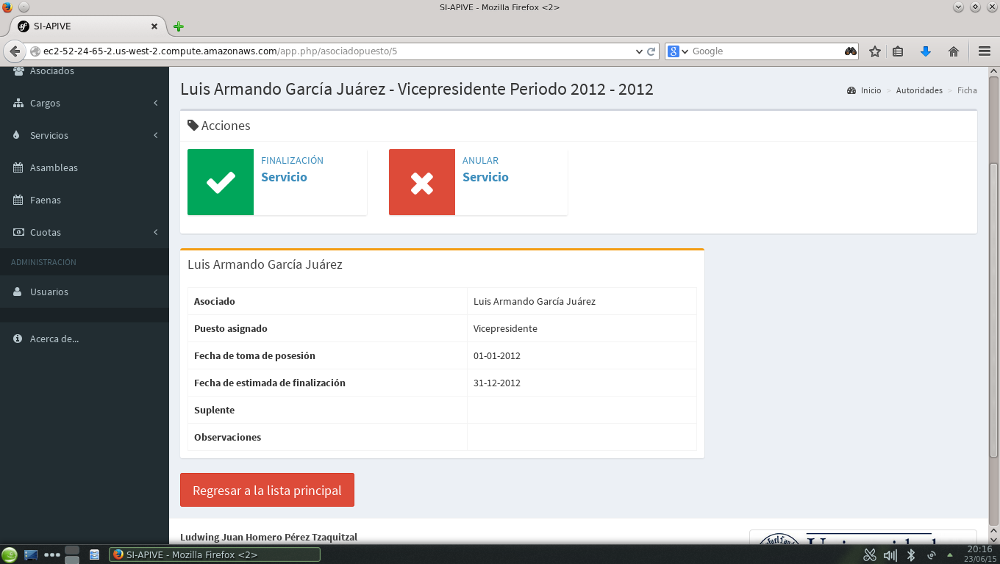 SI-APIVE - Mozilla Firefox <2>
SI-APIVE
ec2-52-24-65-2.us-west-2.compute.amazonaws.com/app.php/asociadopuesto/5
Google
Asociados
Cargos
Servicios
Asambleas
Faenas
Cuotas
ADMINISTRACIÓN
Usuarios
Acerca de...
Luis Armando García Juárez - Vicepresidente Periodo 2012 - 2012
Inicio > Autoridades > Ficha
Acciones
FINALIZACIÓN
Servicio
ANULAR
Servicio
Luis Armando García Juárez
Asociado Luis Armando García Juárez
Puesto asignado Vicepresidente
Fecha de toma de posesión 01-01-2012
Fecha de estimada de finalización 31-12-2012
Suplente
Observaciones
Regresar a la lista principal
Ludwing Juan Homero Pérez Tzaquitzal
SI-APIVE - Mozilla Firefox <2>
20:16
23/06/15